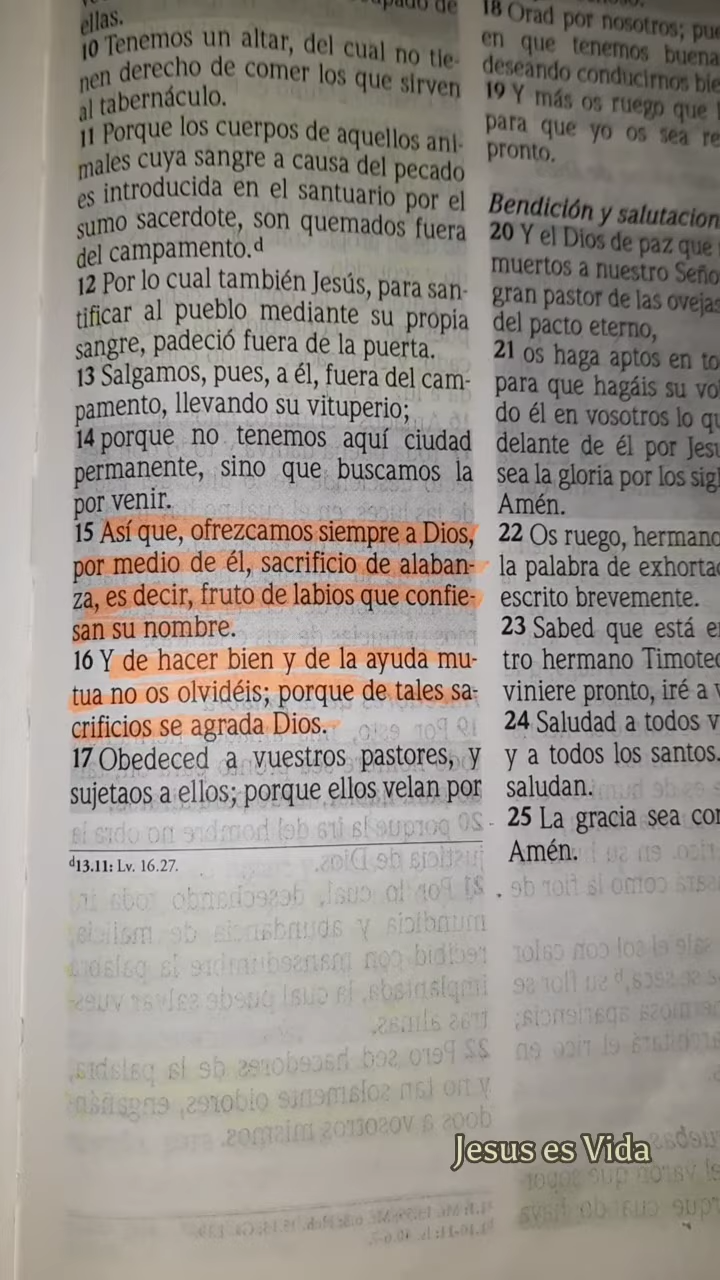 ellas.
10 Tenemos un altar, del cual no tie-
nen derecho de comer los que sirven
al tabernáculo.
11 Porque los cuerpos de aquellos ani-
males cuya sangre a causa del pecado
es introducida en el santuario por el
sumo sacerdote, son quemados fuera
del campamento.d
12 Por lo cual también Jesús, para san-
tificar al pueblo mediante su propia
sangre, padeció fuera de la puerta.
13 Salgamos, pues, a él, fuera del cam-
pamento, llevando su vituperio;
14 porque no tenemos aquí ciudad
permanente, sino que buscamos la
por venir.
15 Así que, ofrezcamos siempre a Dios,
por medio de él, sacrificio de alaban-
za, es decir, fruto de labios que confie-
san su nombre.
16 Y de hacer bien y de la ayuda mu-
tua no os olvidéis; porque de tales sa-
crificios se agrada Dios.
17 Obedeced a vuestros pastores, y
sujetaos a ellos; porque ellos velan por
d13.11: Lv. 16.27.
18 Orad por nosotros; pue
en que tenemos buena
deseando conducirnos bie
19 Y más os ruego que
para que yo os sea re
pronto.
Bendición y salutacion
20 Y el Dios de paz que
muertos a nuestro Seño
gran pastor de las ovejas
del pacto eterno,
21 os haga aptos en to
para que hagáis su vo
do él en vosotros lo qu
delante de él por Jesu
sea la gloria por los sigl
Amén.
22 Os ruego, hermano
la palabra de exhorta
escrito brevemente.
23 Sabed que está e
tro hermano Timoteo
viniere pronto, iré a v
24 Saludad a todos v
y a todos los santos.
saludan.
25 La gracia sea con
Amén.
Jesus es Vida